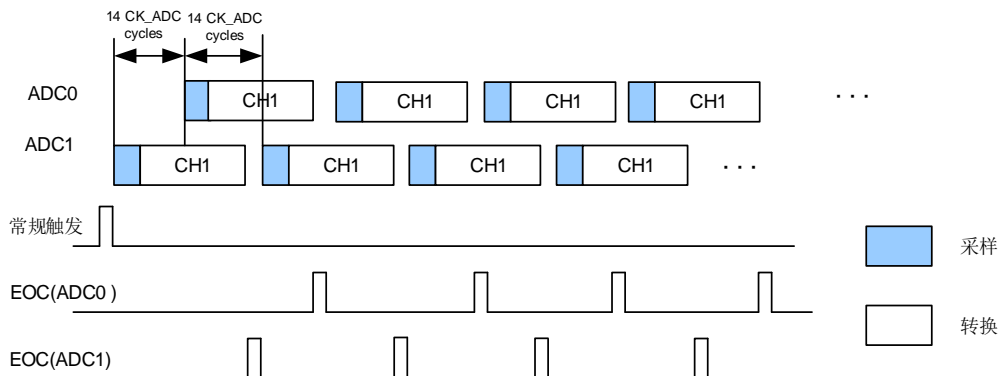 14 CK_ADC cycles
14 CK_ADC cycles
ADC0
CH1
CH1
CH1
CH1
...
ADC1
CH1
CH1
CH1
CH1
...
常规触发
采样
EOC(ADC0 )
转换
EOC(ADC1)